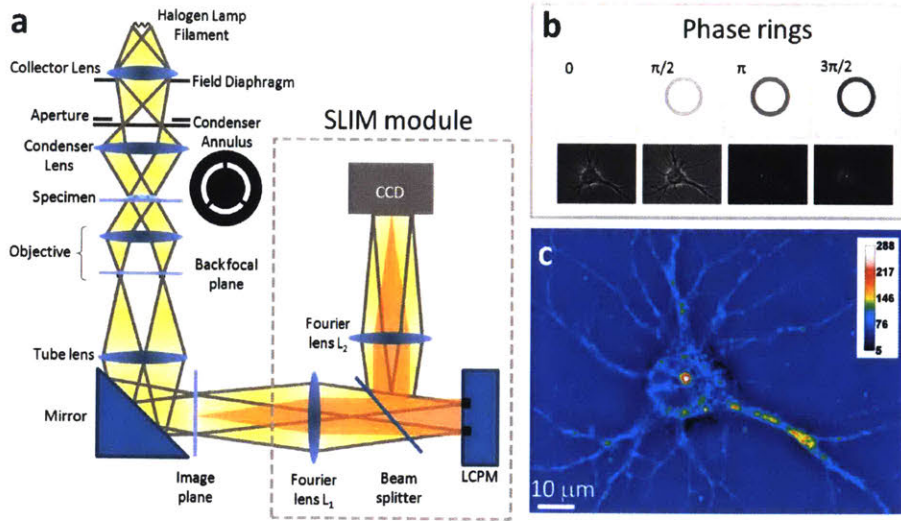 a
Halogen Lamp
Filament
Collector Lens
Field Diaphragm
Aperture
Condenser
Annulus
Condenser
Lens
Specimen
Objective
Back focal
plane
Tube lens
Mirror
Image
plane
SLIM module
CCD
Fourier
lens L₂
Fourier
lens L₁
Beam
splitter
LCPM
b
Phase rings
0
π/2
π
3π/2
c
288
217
146
76
5
10 μm